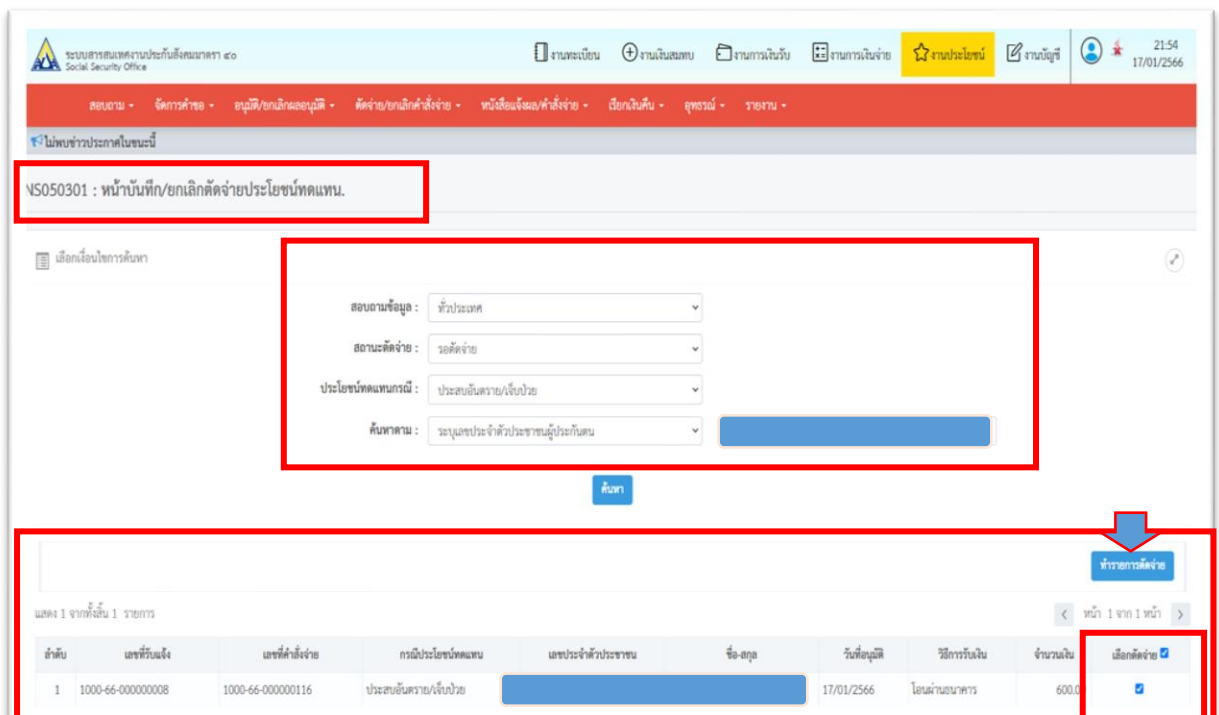 ระบบสารสนเทศงานประกันสังคมมาตรา ๔๐
Social Security Office
งานทะเบียน งานเงินสมทบ งานการเงินรับ งานการเงินจ่าย งานประโยชน์ งานบัญชี 21:54
17/01/2566
สอบถาม จัดการคำขอ อนุมัติ/ยกเลิกผลอนุมัติ ตัดจ่าย/ยกเลิกคำสั่งจ่าย หนังสือแจ้งผล/คำสั่งจ่าย เรียกเงินคืน อุทธรณ์ รายงาน
ไม่พบข่าวประกาศในขณะนี้
NS050301 : หน้าบันทึก/ยกเลิกตัดจ่ายประโยชน์ทดแทน.
เลือกเงื่อนไขการค้นหา
สอบถามข้อมูล : ทั่วประเทศ
สถานะตัดจ่าย : รอตัดจ่าย
ประโยชน์ทดแทนกรณี : ประสบอันตราย/เจ็บป่วย
ค้นหาตาม : ระบุเลขประจำตัวประชาชนผู้ประกันตน
ค้นหา
ทำรายการตัดจ่าย
แสดง 1 จากทั้งสิ้น 1 รายการ < หน้า 1 จาก 1 หน้า >
ลำดับ เลขที่รับแจ้ง เลขที่คำสั่งจ่าย กรณีประโยชน์ทดแทน เลขประจำตัวประชาชน ชื่อ-สกุล วันที่อนุมัติ วิธีการรับเงิน จำนวนเงิน เลือกตัดจ่าย
1 1000-66-000000008 1000-66-000000116 ประสบอันตราย/เจ็บป่วย 17/01/2566 โอนผ่านธนาคาร 600.0